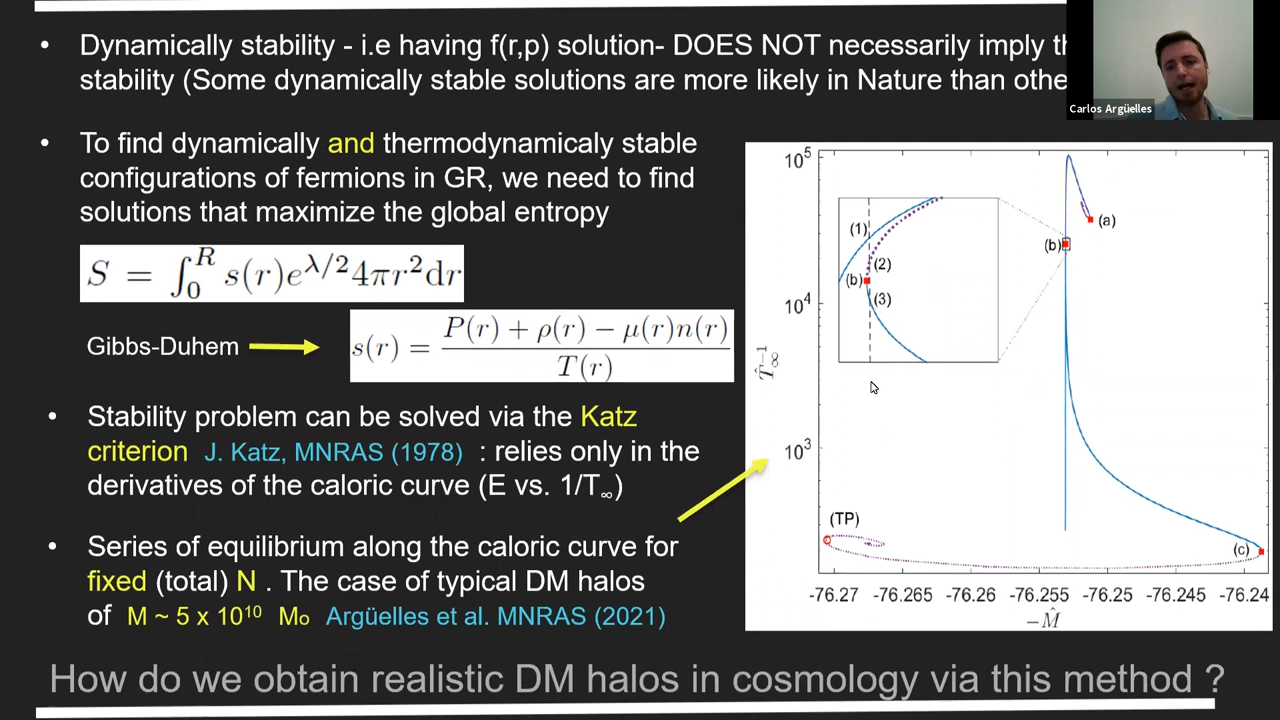 • Dynamically stability - i.e having f(r,p) solution- DOES NOT necessarily imply
stability (Some dynamically stable solutions are more likely in Nature than
Carlos Argüelles
• To find dynamically and thermodynamicaly stable
configurations of fermions in GR, we need to find
solutions that maximize the global entropy
S = ∫₀ᴿ s(r)e^{λ/2}4πr²dr
Gibbs-Duhem
s(r) = \frac{P(r) + ρ(r) − μ(r)n(r)}{T(r)}
• Stability problem can be solved via the Katz
criterion J. Katz, MNRAS (1978) : relies only in the
derivatives of the caloric curve (E vs. 1/T∞)
• Series of equilibrium along the caloric curve for
fixed (total) N . The case of typical DM halos
of M ~ 5 x 10¹⁰ Mo Argüelles et al. MNRAS (2021)
10⁵
10⁴
10³
T̂∞⁻¹
(1)
(2)
(b)
(3)
(a)
(b)
(TP)
(c)
-76.27 -76.265 -76.26 -76.255 -76.25 -76.245 -76.24
−M̂
How do we obtain realistic DM halos in cosmology via this method ?